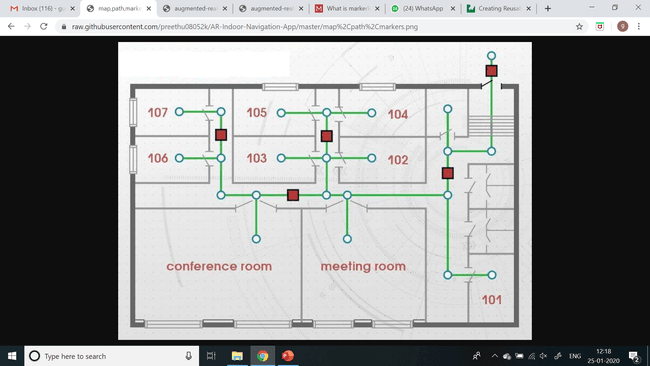 Inbox (116) - g
map,path,mark
augmented-rea
augmented-rea
What is marke
(24) WhatsApp
Creating Reus
raw.githubusercontent.com/preethu08052k/AR-Indoor-Navigation-App/master/map%2Cpath%2Cmarkers.png
107
105
104
106
103
102
conference room
meeting room
101
Type here to search
ENG
12:18
25-01-2020